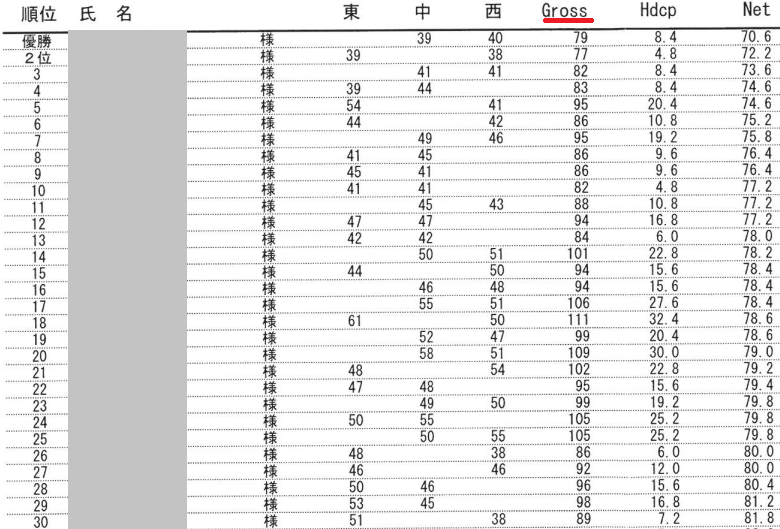 順位 氏 名 東 中 西 Gross Hdcp Net
優勝 様 39 40 79 8.4 70.6
2位 様 39 38 77 4.8 72.2
3 様 41 41 82 8.4 73.6
4 様 39 44 83 8.4 74.6
5 様 54 41 95 20.4 74.6
6 様 44 42 86 10.8 75.2
7 様 49 46 95 19.2 75.8
8 様 41 45 86 9.6 76.4
9 様 45 41 86 9.6 76.4
10 様 41 41 82 4.8 77.2
11 様 45 43 88 10.8 77.2
12 様 47 47 94 16.8 77.2
13 様 42 42 84 6.0 78.0
14 様 50 51 101 22.8 78.2
15 様 44 50 94 15.6 78.4
16 様 46 48 94 15.6 78.4
17 様 55 51 106 27.6 78.4
18 様 61 50 111 32.4 78.6
19 様 52 47 99 20.4 78.6
20 様 58 51 109 30.0 79.0
21 様 48 54 102 22.8 79.2
22 様 47 48 95 15.6 79.4
23 様 49 50 99 19.2 79.8
24 様 50 55 105 25.2 79.8
25 様 50 55 105 25.2 79.8
26 様 48 38 86 6.0 80.0
27 様 46 46 92 12.0 80.0
28 様 50 46 96 15.6 80.4
29 様 53 45 98 16.8 81.2
30 様 51 38 89 7.2 81.8